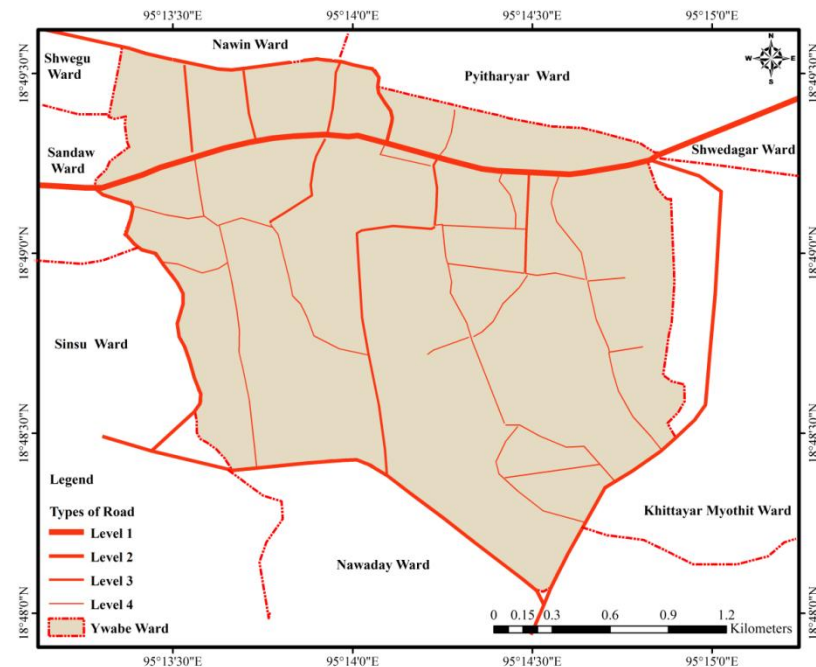 95°13'30"E 95°14'0"E 95°14'30"E 95°15'0"E
Nawin Ward
N
W E
S
Shwegu
Ward
Pyitharyar Ward
18°49'30"N
18°49'30"N
Sandaw
Ward
Shwedagar Ward
18°49'0"N
18°49'0"N
Sinsu Ward
18°48'30"N
18°48'30"N
Legend
Types of Road
Level 1
Level 2
Level 3
Level 4
Ywabe Ward
Khittayar Myothit Ward
Nawaday Ward
0 0.15 0.3 0.6 0.9 1.2
Kilometers
18°48'0"N
18°48'0"N
95°13'30"E 95°14'0"E 95°14'30"E 95°15'0"E